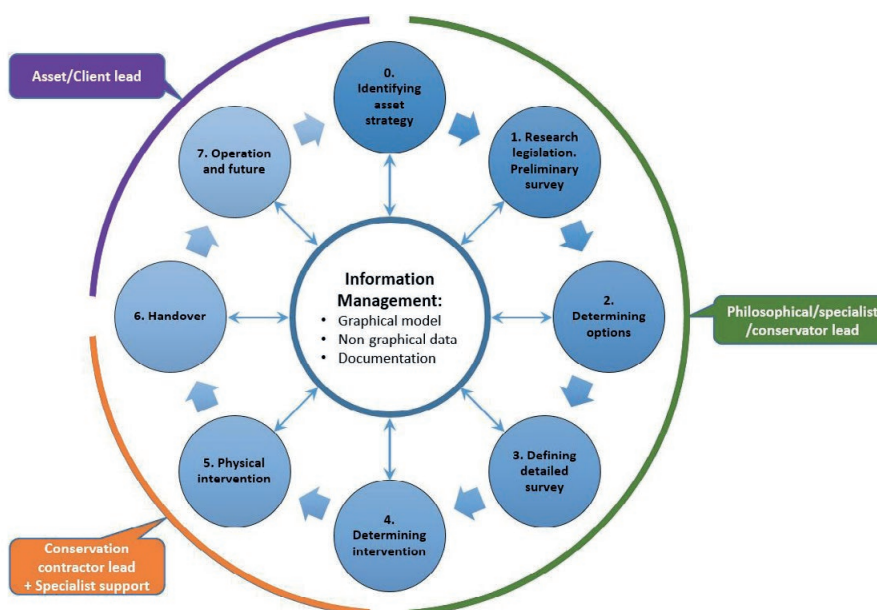 Asset/Client lead
0.
Identifying
asset
strategy
1. Research
legislation.
Preliminary
survey
7. Operation
and future
Information
Management:
• Graphical model
• Non graphical data
• Documentation
2.
Determining
options
Philosophical/specialist
/conservator lead
6. Handover
3. Defining
detailed
survey
5. Physical
intervention
4.
Determining
intervention
Conservation
contractor lead
+ Specialist support